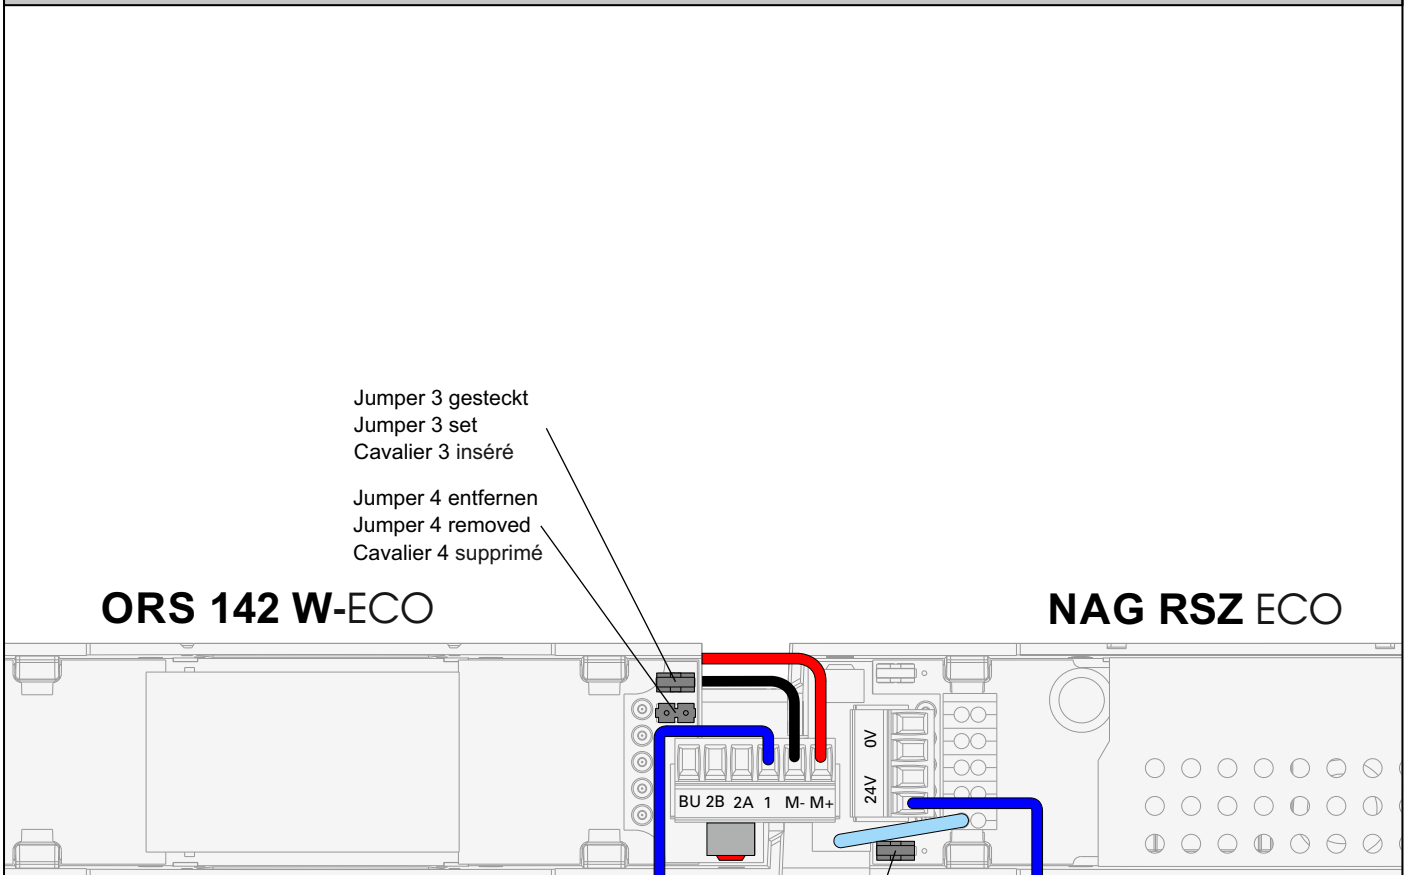 Jumper 3 gesteckt
Jumper 3 set
Cavalier 3 inséré
Jumper 4 entfernen
Jumper 4 removed
Cavalier 4 supprimé
ORS 142 W-ECO
NAG RSZ ECO
0V
24V
BU 2B 2A 1 M- M+